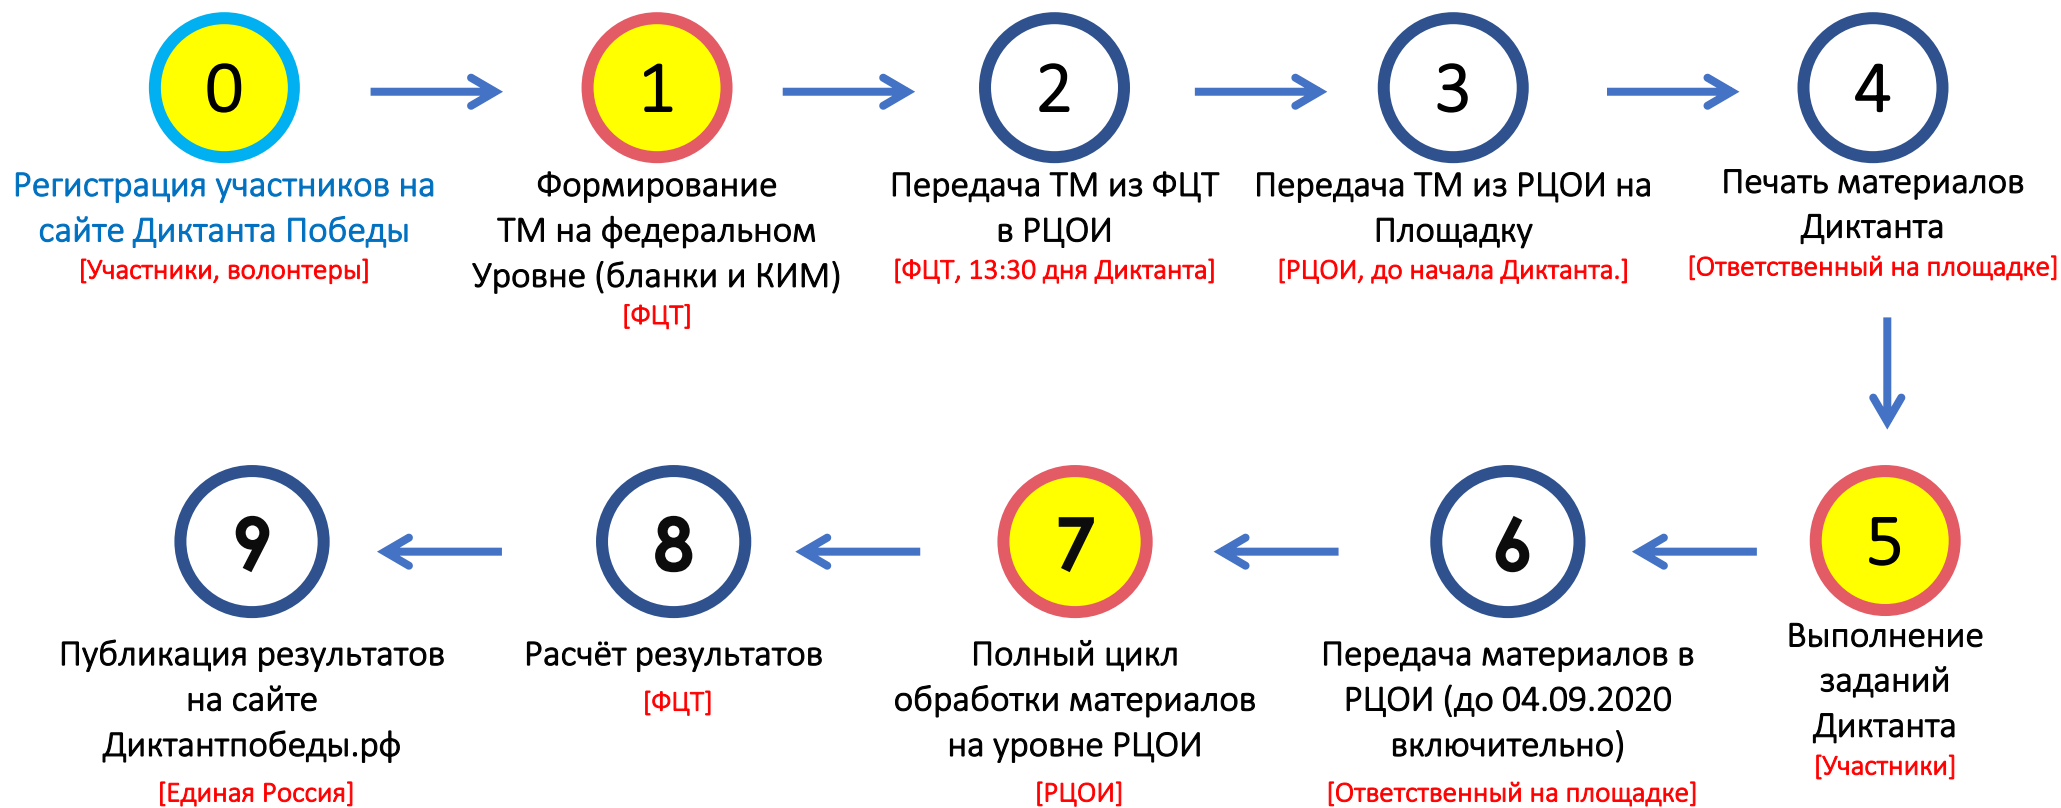 0
Регистрация участников на
сайте Диктанта Победы
[Участники, волонтеры]
1
Формирование
ТМ на федеральном
Уровне (бланки и КИМ)
[ФЦТ]
2
Передача ТМ из ФЦТ
в РЦОИ
[ФЦТ, 13:30 дня Диктанта]
3
Передача ТМ из РЦОИ на
Площадку
[РЦОИ, до начала Диктанта.]
4
Печать материалов
Диктанта
[Ответственный на площадке]
5
Выполнение
заданий
Диктанта
[Участники]
6
Передача материалов в
РЦОИ (до 04.09.2020
включительно)
[Ответственный на площадке]
7
Полный цикл
обработки материалов
на уровне РЦОИ
[РЦОИ]
8
Расчёт результатов
[ФЦТ]
9
Публикация результатов
на сайте
Диктантпобеды.рф
[Единая Россия]